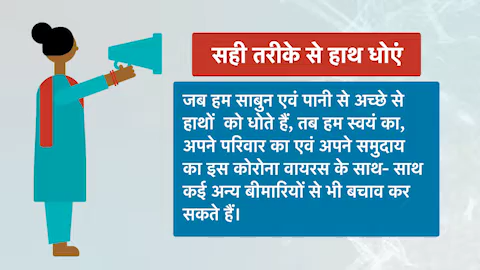 सही तरीके से हाथ धोएं
जब हम साबुन एवं पानी से अच्छे से
हाथों को धोते हैं, तब हम स्वयं का,
अपने परिवार का एवं अपने समुदाय
का इस कोरोना वायरस के साथ- साथ
कई अन्य बीमारियों से भी बचाव कर
सकते हैं।